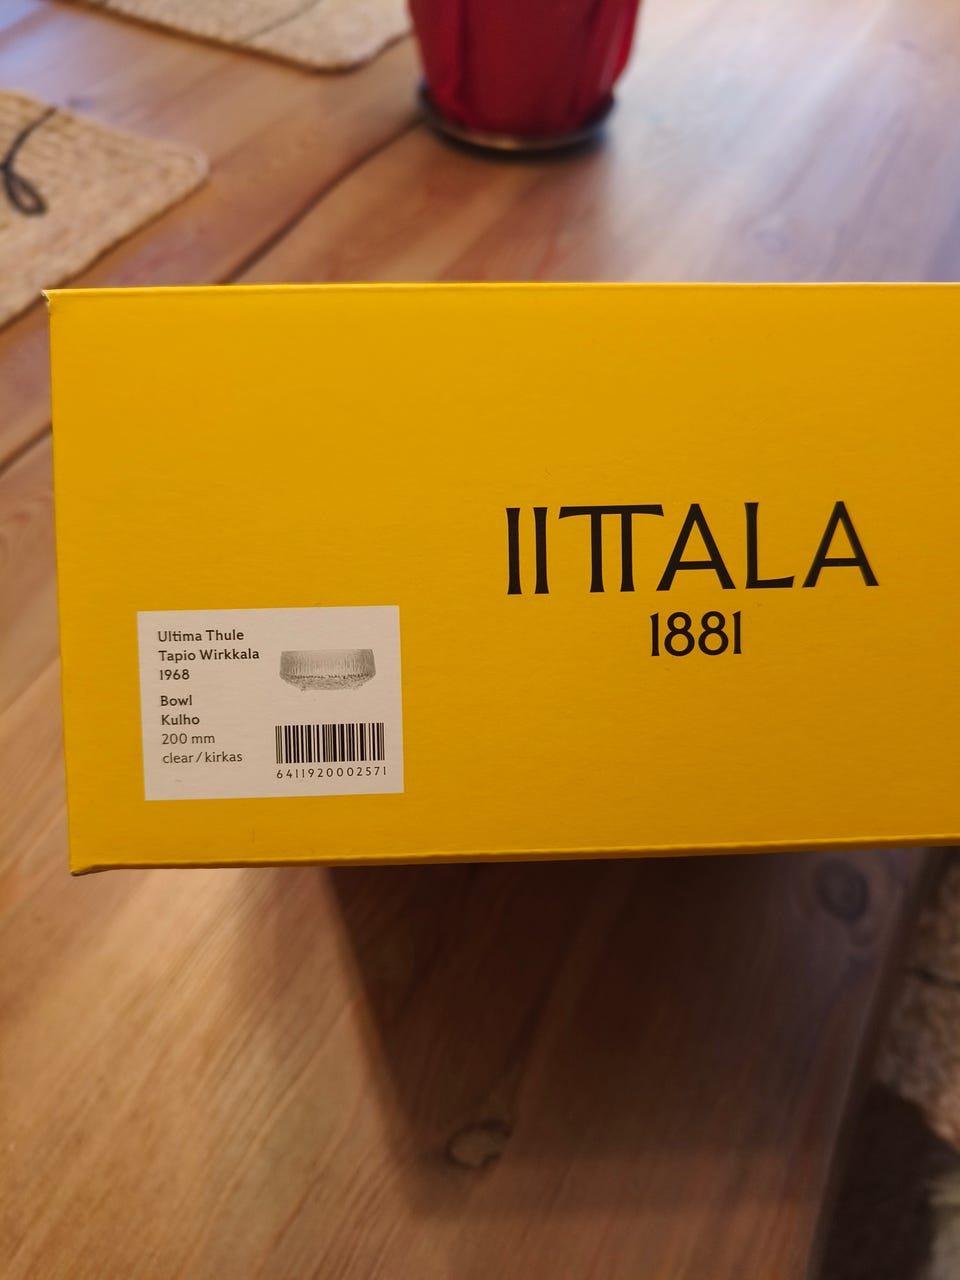 IITTALA
1881
Ultima Thule
Tapio Wirkkala
1968
Bowl
Kulho
200 mm
clear/kirkas
6411920002571